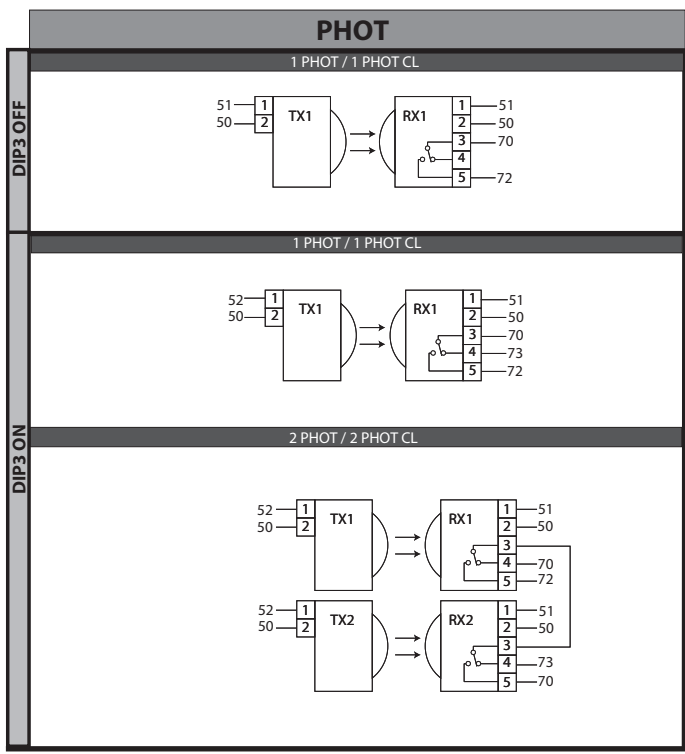 PHOT
DIP3 OFF
1 PHOT / 1 PHOT CL
51 1 TX1 RX1 1 51
50 2 2 50
3 70
4
5 72
DIP3 ON
1 PHOT / 1 PHOT CL
52 1 TX1 RX1 1 51
50 2 2 50
3 70
4 73
5 72
2 PHOT / 2 PHOT CL
52 1 TX1 RX1 1 51
50 2 2 50
3
4 70
5 72
52 1 TX2 RX2 1 51
50 2 2 50
3
4 73
5 70